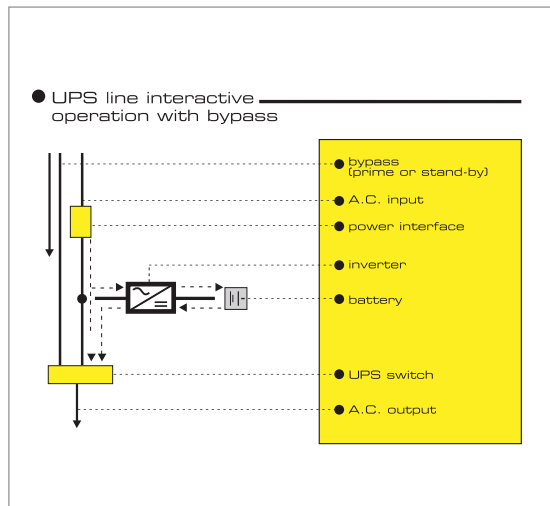 UPS line interactive
operation with bypass
bypass
(prime or stand-by)
A.C. input
power interface
inverter
battery
UPS switch
A.C. output